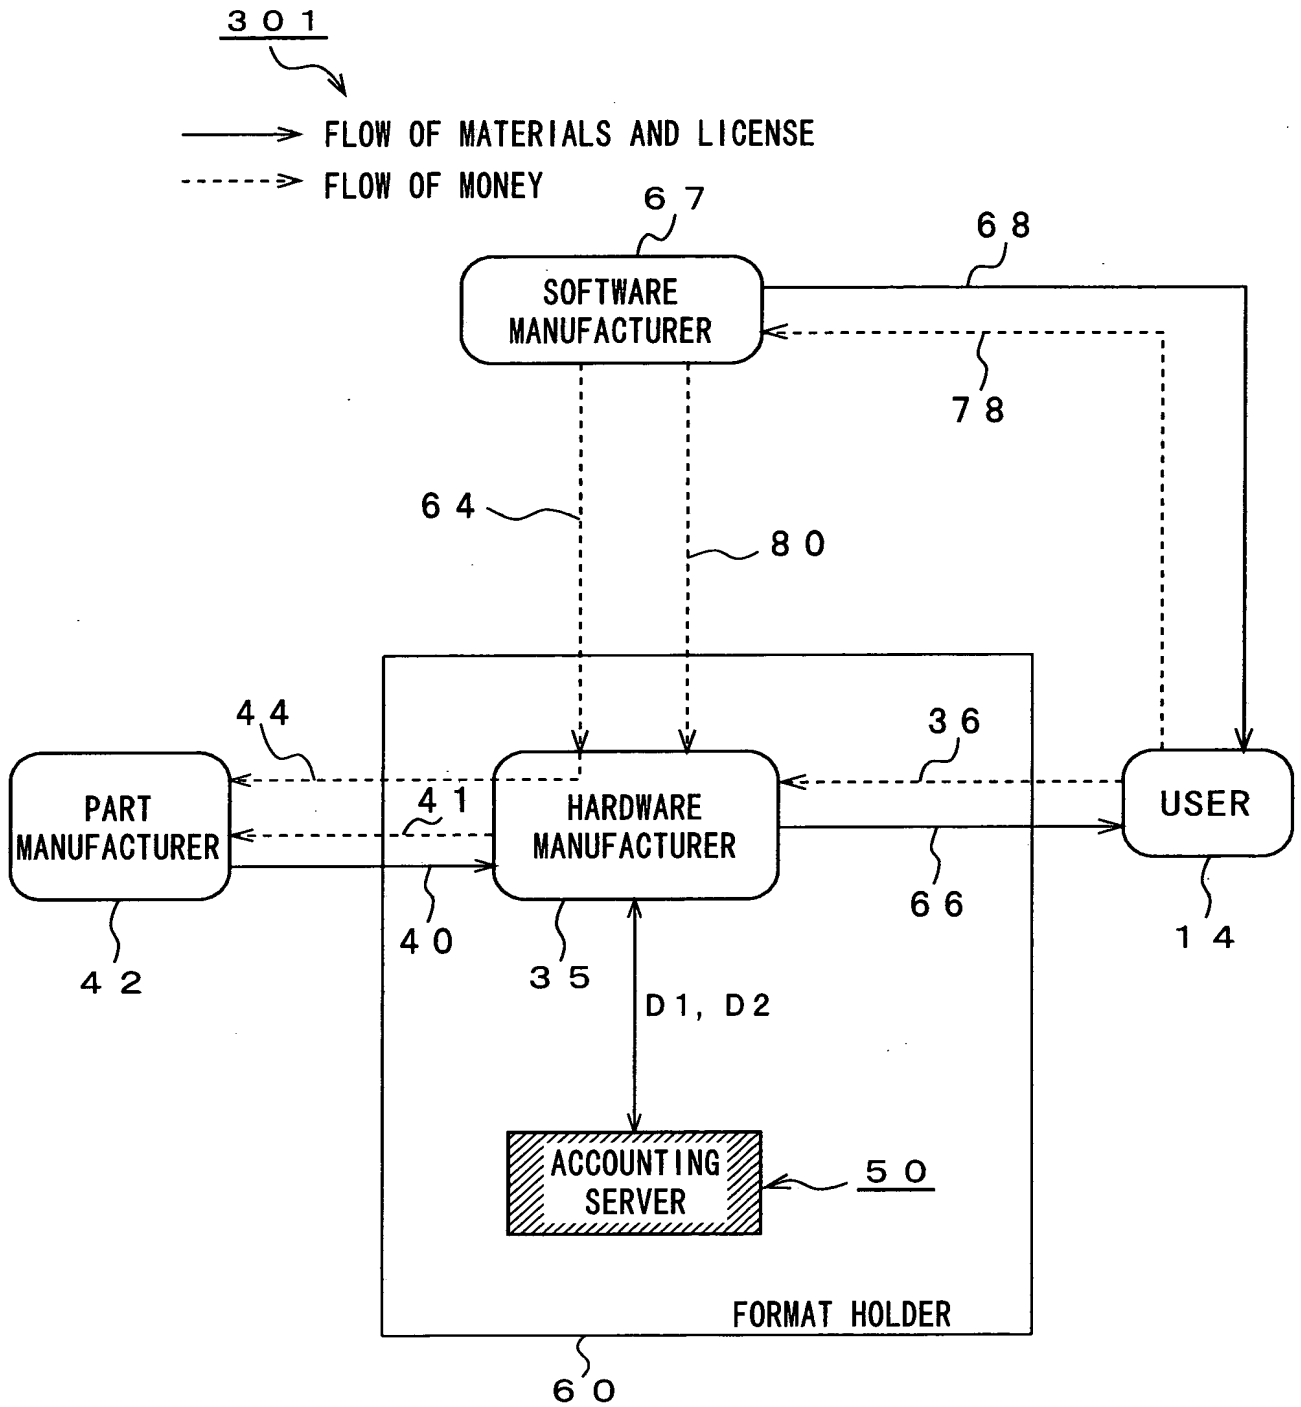 301
FLOW OF MATERIALS AND LICENSE
FLOW OF MONEY
67
68
SOFTWARE
MANUFACTURER
78
64
80
44
36
41
PART
MANUFACTURER
HARDWARE
MANUFACTURER
USER
40
66
14
42
35
D1, D2
ACCOUNTING
SERVER
50
FORMAT HOLDER
60